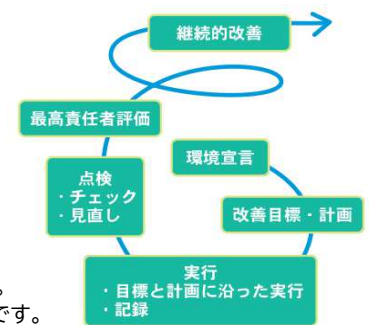 継続的改善
最高責任者評価
環境宣言
点検
・チェック
・見直し
改善目標・計画
実行
・目標と計画に沿った実行
・記録
。
です。